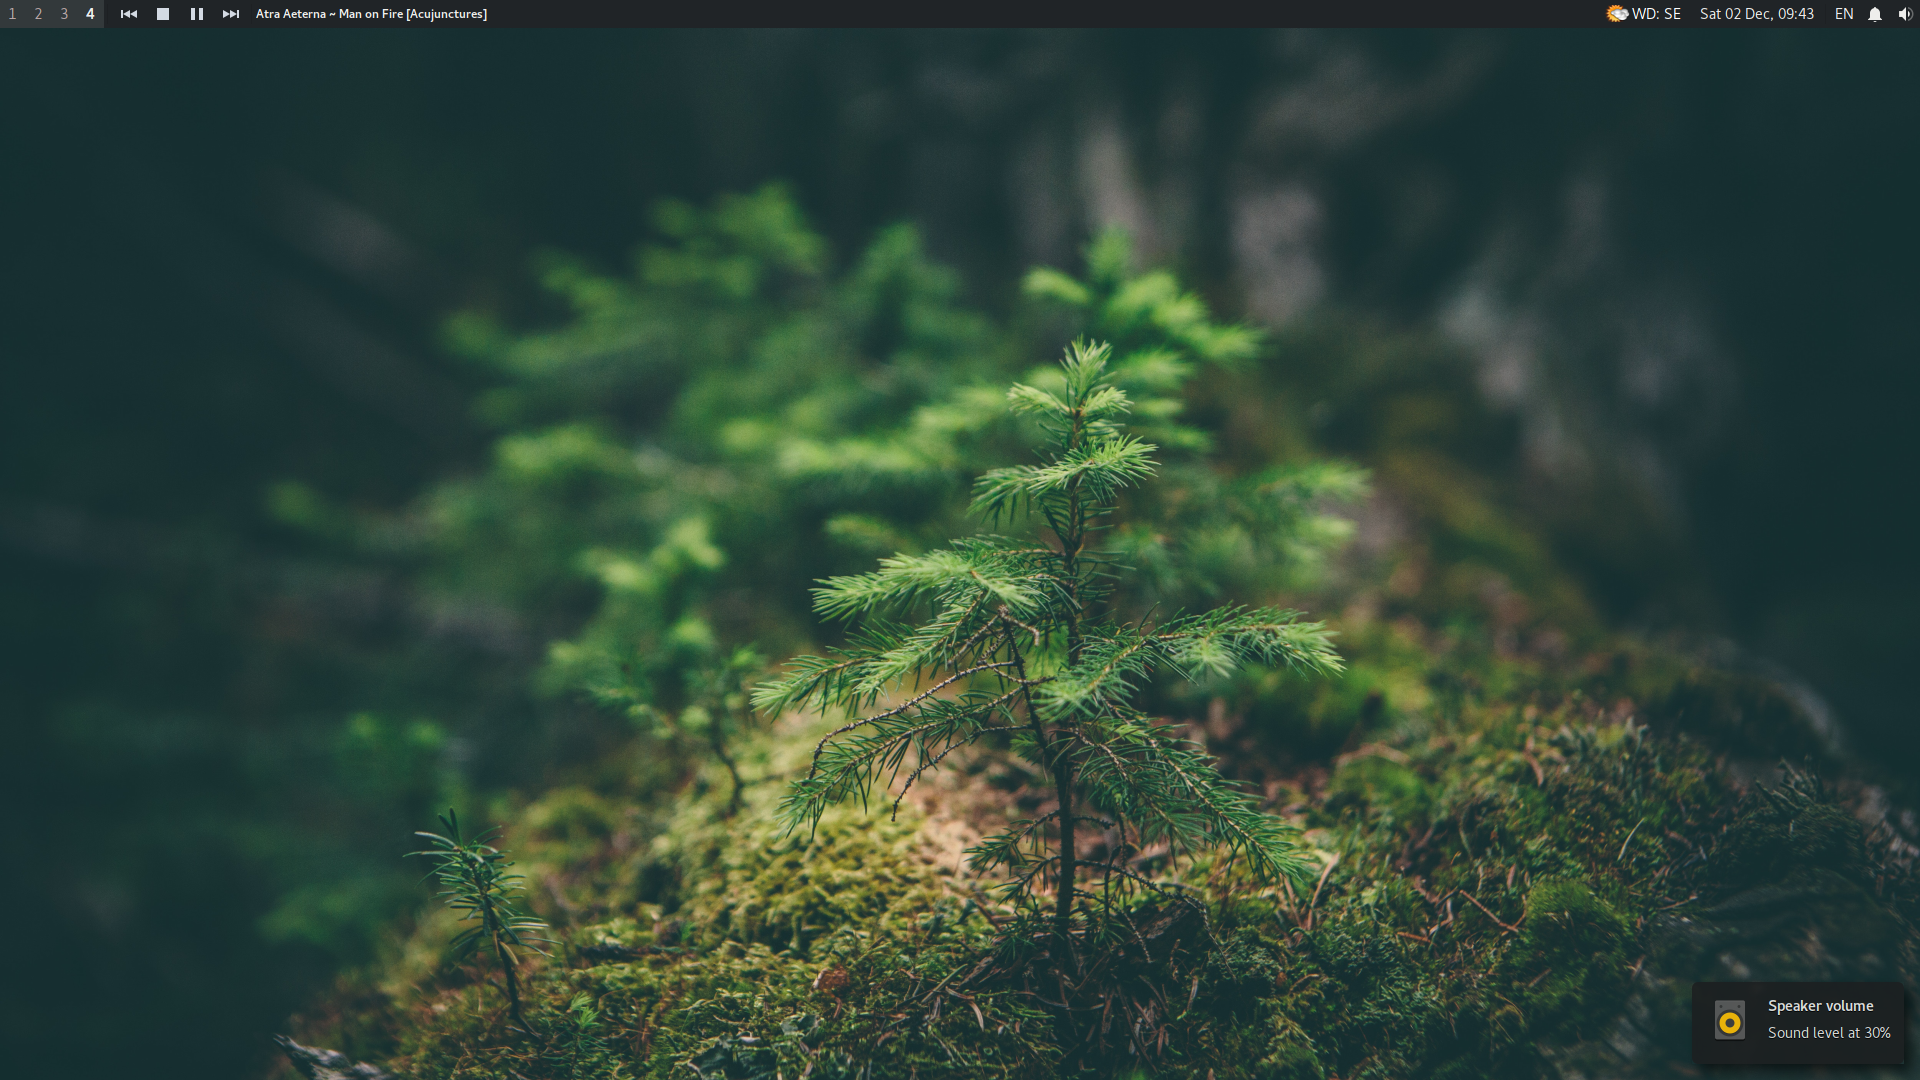 1 2 3 4 Atra Aeterna ~ Man on Fire [Acujunctures] WD: SE Sat 02 Dec, 09:43 EN
Speaker volume
Sound level at 30%